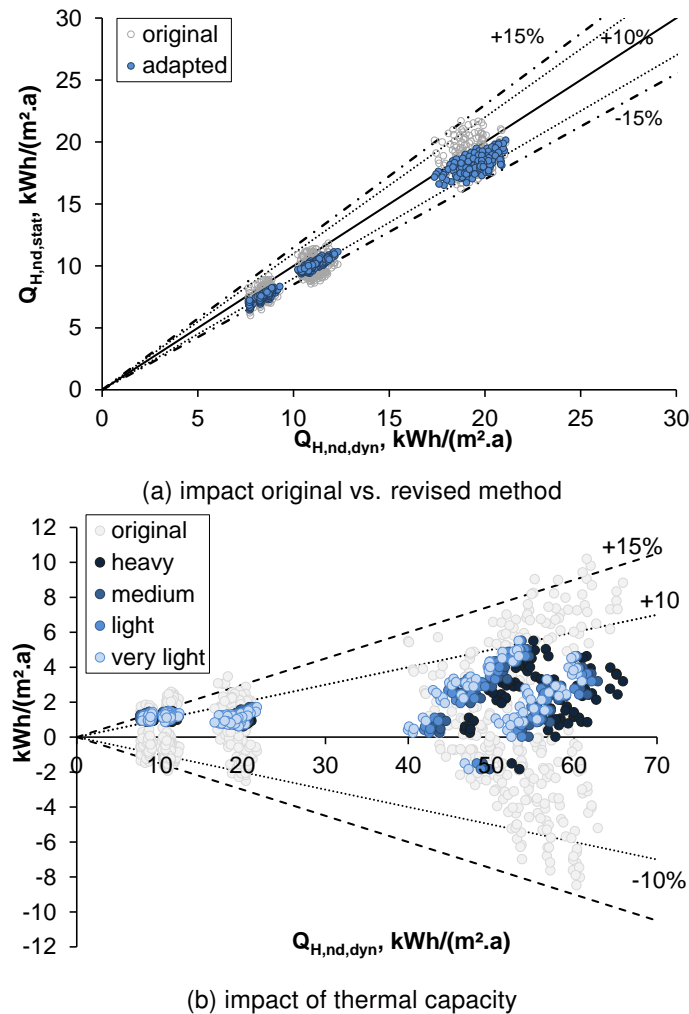 30
25
20
15
10
5
0
Q_H,nd,stat, kWh/(m².a)
original
adapted
+15%
+10%
-15%
0 5 10 15 20 25 30
Q_H,nd,dyn, kWh/(m².a)
(a) impact original vs. revised method
12
10
8
6
4
2
0
-2
-4
-6
-8
-10
-12
kWh/(m².a)
original
heavy
medium
light
very light
+15%
+10
0 10 20 30 40 50 60 70
-10%
Q_H,nd,dyn, kWh/(m².a)
(b) impact of thermal capacity